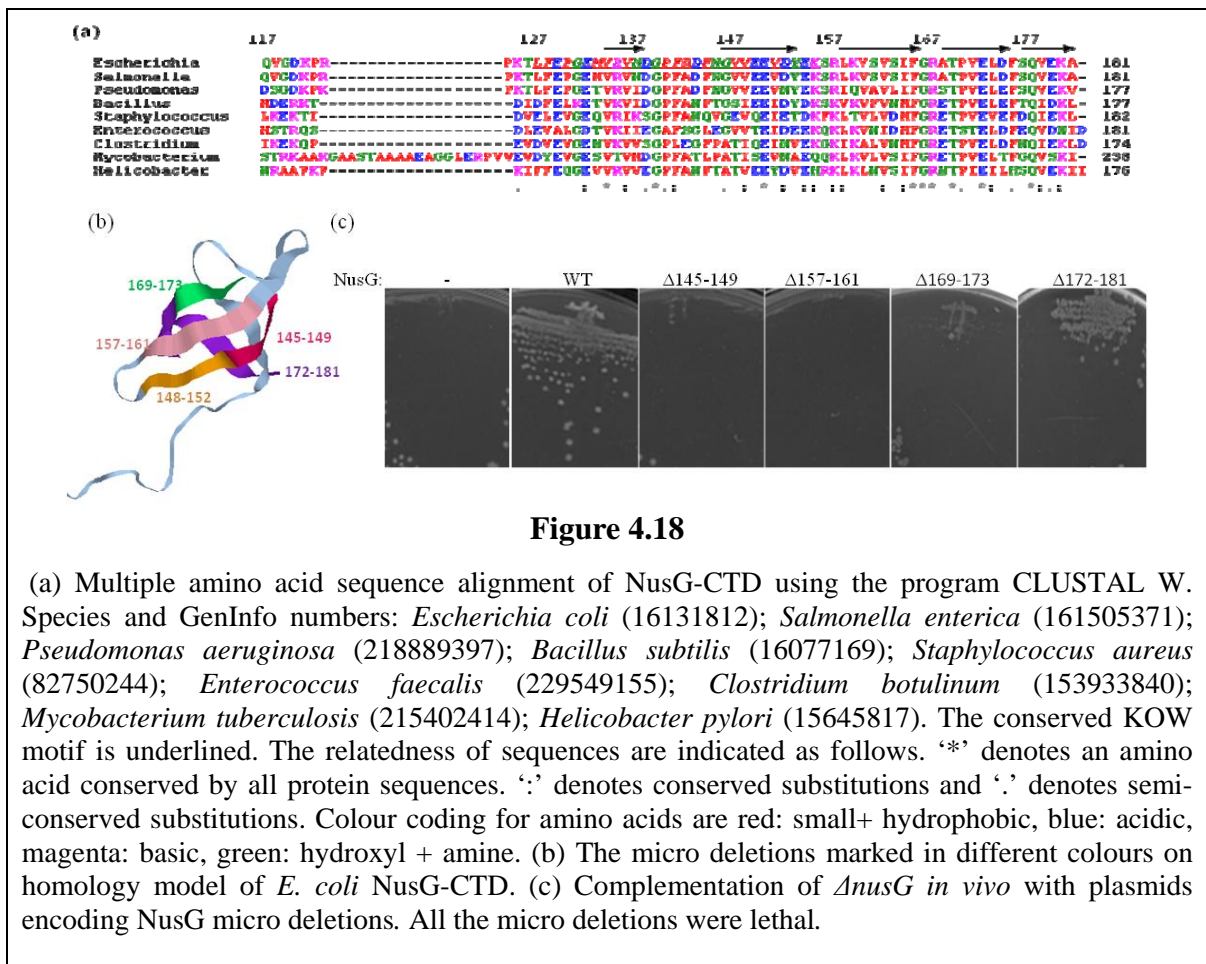 (a)
117 127 137 147 157 167 177
Escherichia QVGDKPR----------------------PKTLFEPGEMVRVNDGPFADFNGVVEEVDYEKSRLKVSVSIFGRATPVELDFSQVEKA- 181
Salmonella QVGDKPR----------------------PKTLFEPGEMVRVNDGPFADFNGVVEEVDYEKSRLKVSVSIFGRATPVELDFSQVEKA- 181
Pseudomonas 177
Bacillus 177
Staphylococcus 182
Enterococcus 181
Clostridium 174
Mycobacterium 238
Helicobacter 176
(b)
169-173
157-161
145-149
172-181
148-152
(c)
NusG: - WT Δ145-149 Δ157-161 Δ169-173 Δ172-181
Figure 4.18
(a) Multiple amino acid sequence alignment of NusG-CTD using the program CLUSTAL W.
Species and GenInfo numbers: Escherichia coli (16131812); Salmonella enterica (161505371);
Pseudomonas aeruginosa (218889397); Bacillus subtilis (16077169); Staphylococcus aureus
(82750244); Enterococcus faecalis (229549155); Clostridium botulinum (153933840);
Mycobacterium tuberculosis (215402414); Helicobacter pylori (15645817). The conserved KOW
motif is underlined. The relatedness of sequences are indicated as follows. ‘*’ denotes an amino
acid conserved by all protein sequences. ‘:’ denotes conserved substitutions and ‘.’ denotes semi-
conserved substitutions. Colour coding for amino acids are red: small+ hydrophobic, blue: acidic,
magenta: basic, green: hydroxyl + amine. (b) The micro deletions marked in different colours on
homology model of E. coli NusG-CTD. (c) Complementation of ΔnusG in vivo with plasmids
encoding NusG micro deletions. All the micro deletions were lethal.